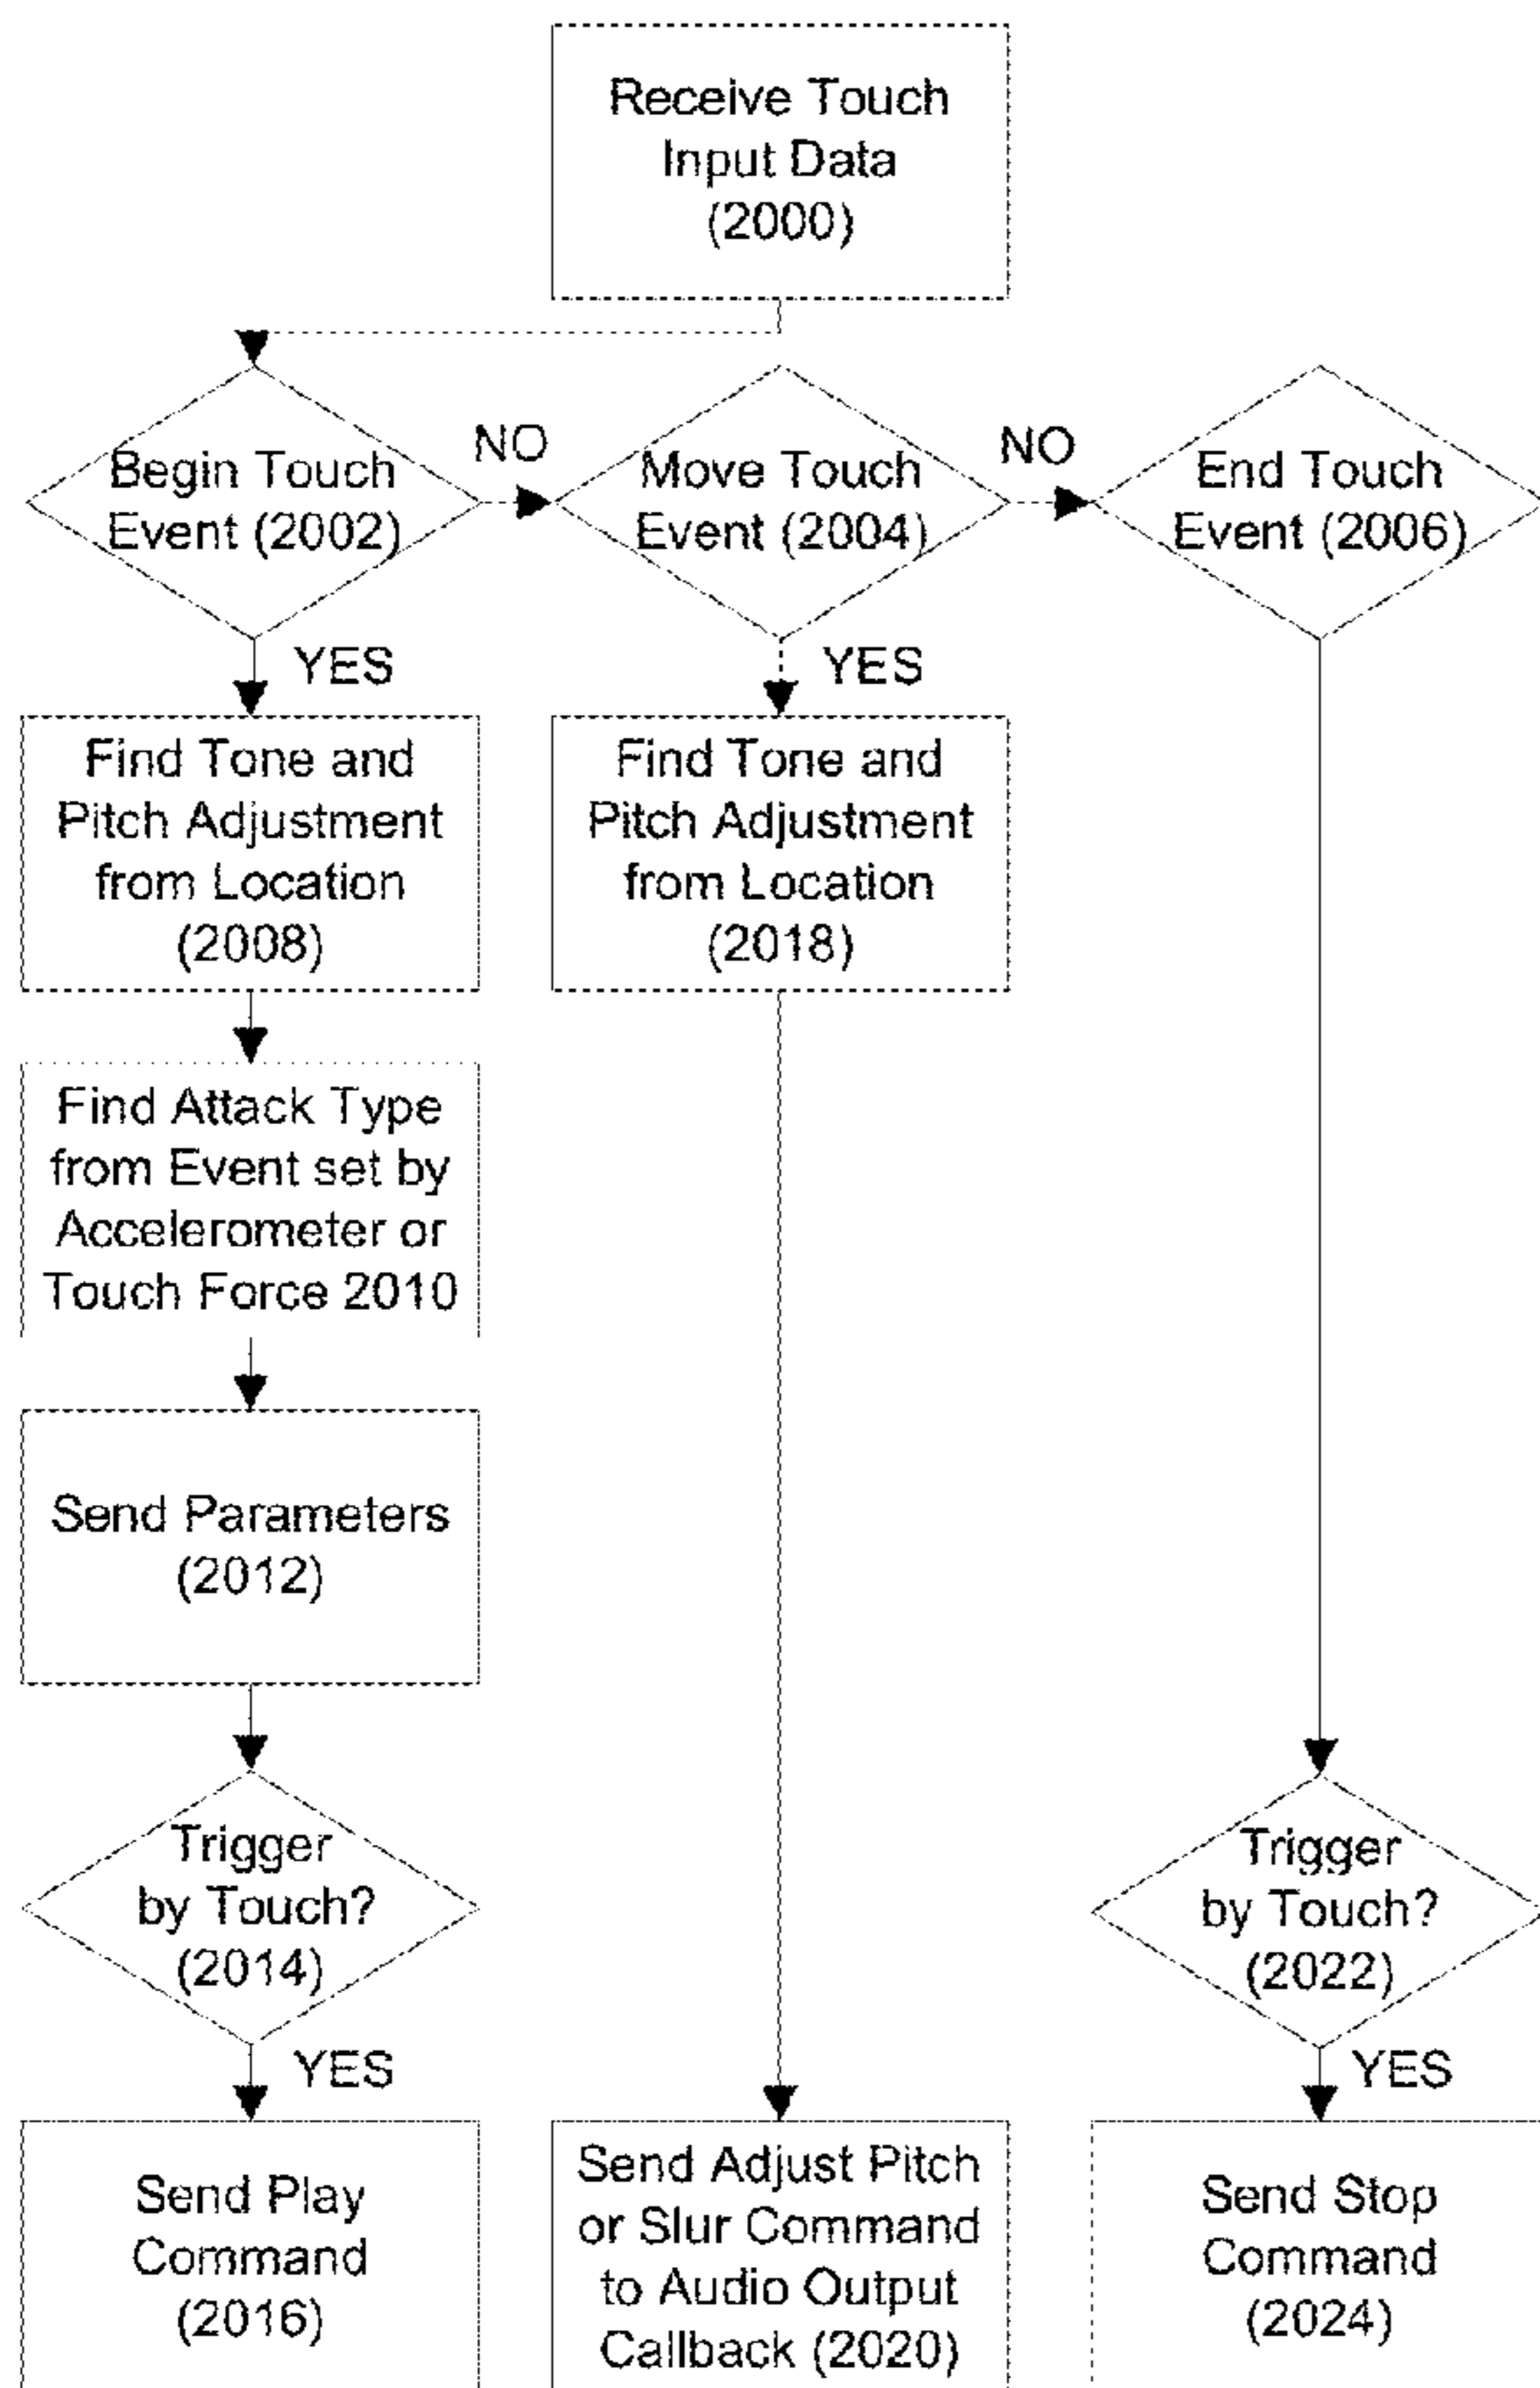 Receive Touch
Input Data
(2000)
Begin Touch
Event (2002)
NO
Move Touch
Event (2004)
NO
End Touch
Event (2006)
YES
YES
Find Tone and
Pitch Adjustment
from Location
(2008)
Find Tone and
Pitch Adjustment
from Location
(2018)
Find Attack Type
from Event set by
Accelerometer or
Touch Force 2010
Send Parameters
(2012)
Trigger
by Touch?
(2014)
Trigger
by Touch?
(2022)
YES
YES
Send Play
Command
(2016)
Send Adjust Pitch
or Slur Command
to Audio Output
Callback (2020)
Send Stop
Command
(2024)